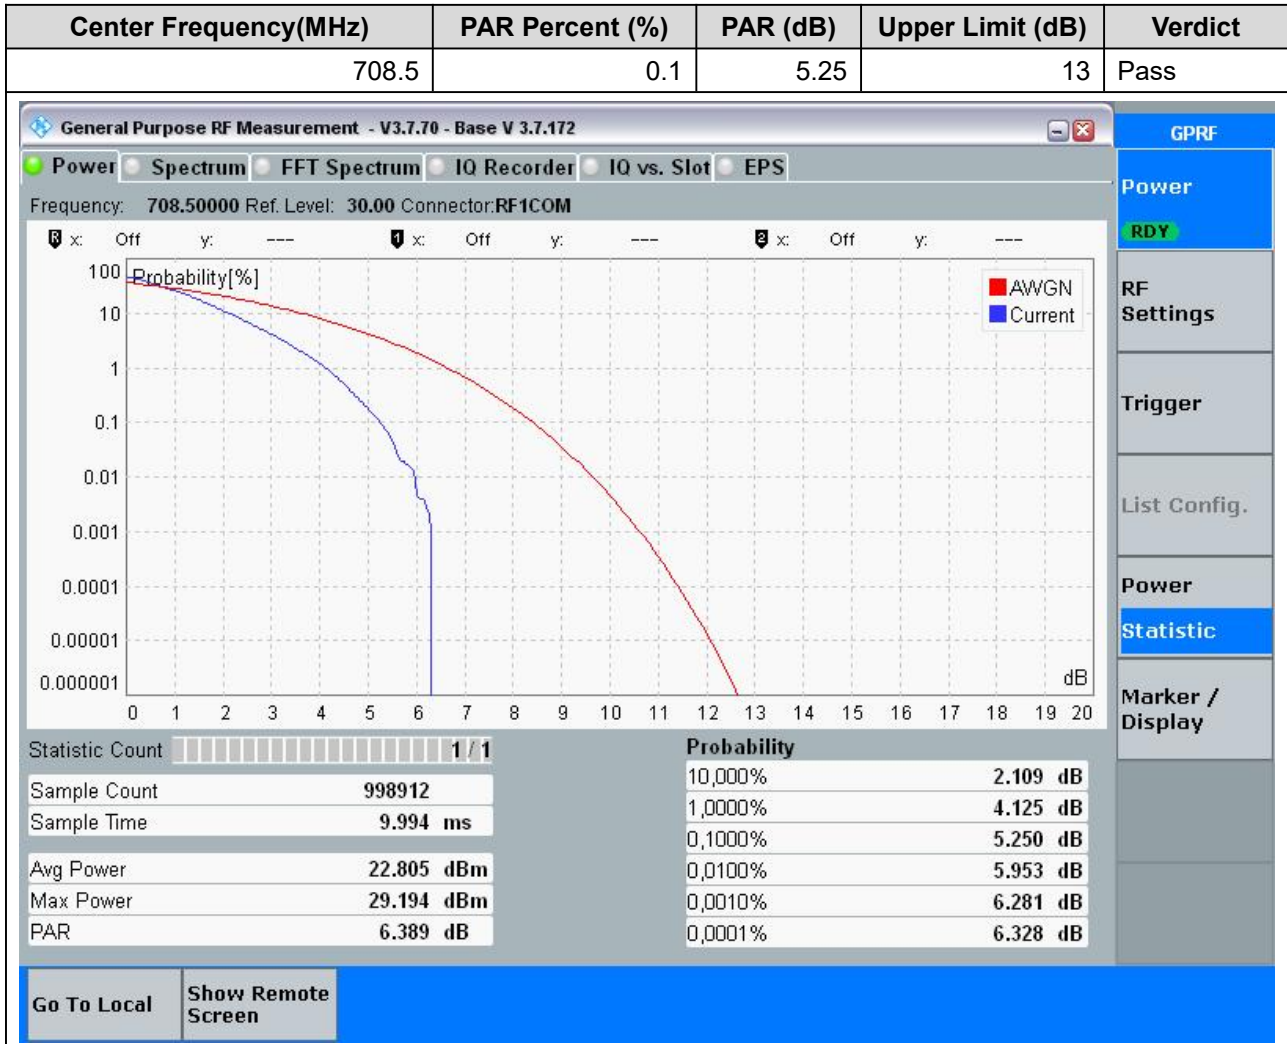 Center Frequency(MHz) PAR Percent (%) PAR (dB) Upper Limit (dB) Verdict
708.5 0.1 5.25 13 Pass
General Purpose RF Measurement - V3.7.70 - Base V 3.7.172
GPRF
Power Spectrum FFT Spectrum IQ Recorder IQ vs. Slot EPS
Frequency: 708.50000 Ref. Level: 30.00 Connector:RF1COM
R x: Off y: --- 1 x: Off y: --- 2 x: Off y: ---
Probability[%]
AWGN
Current
100
10
1
0.1
0.01
0.001
0.0001
0.00001
0.000001
dB
0 1 2 3 4 5 6 7 8 9 10 11 12 13 14 15 16 17 18 19 20
Statistic Count 1 / 1
Sample Count 998912
Sample Time 9.994 ms
Avg Power 22.805 dBm
Max Power 29.194 dBm
PAR 6.389 dB
Probability
10,000% 2.109 dB
1,0000% 4.125 dB
0,1000% 5.250 dB
0,0100% 5.953 dB
0,0010% 6.281 dB
0,0001% 6.328 dB
Power
RDY
RF
Settings
Trigger
List Config.
Power
Statistic
Marker /
Display
Go To Local
Show Remote
Screen